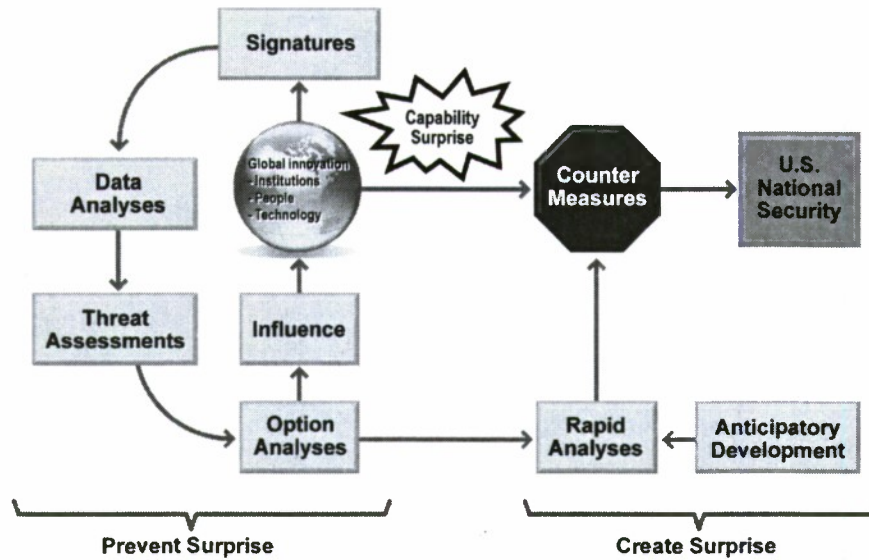 Signatures
Capability
Surprise
Global innovation
- Institutions
- People
- Technology
Counter
Measures
U.S.
National
Security
Data
Analyses
Threat
Assessments
Influence
Option
Analyses
Rapid
Analyses
Anticipatory
Development
Prevent Surprise
Create Surprise